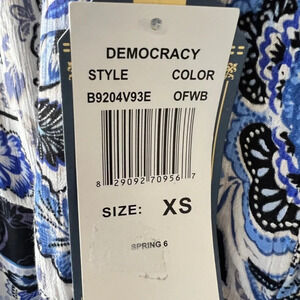 DEMOCRACY
STYLE COLOR
B9204V93E OFWB
8 29092 70956 7
SIZE: XS
SPRING 6